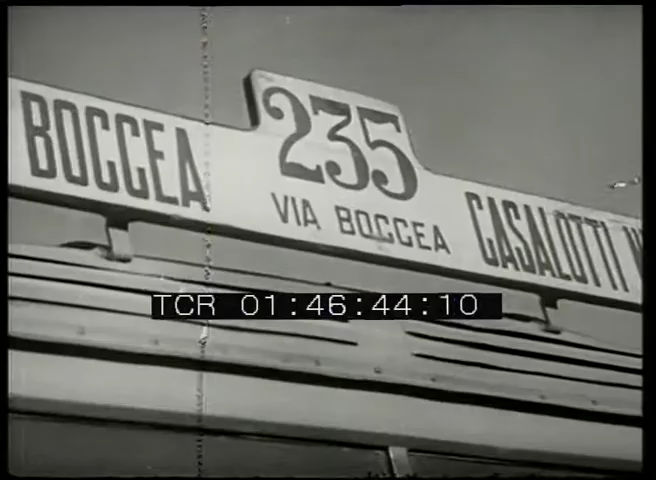 235
BOCCEA
VIA BOCCEA
CASALOTTI
TCR 01:46:44:10